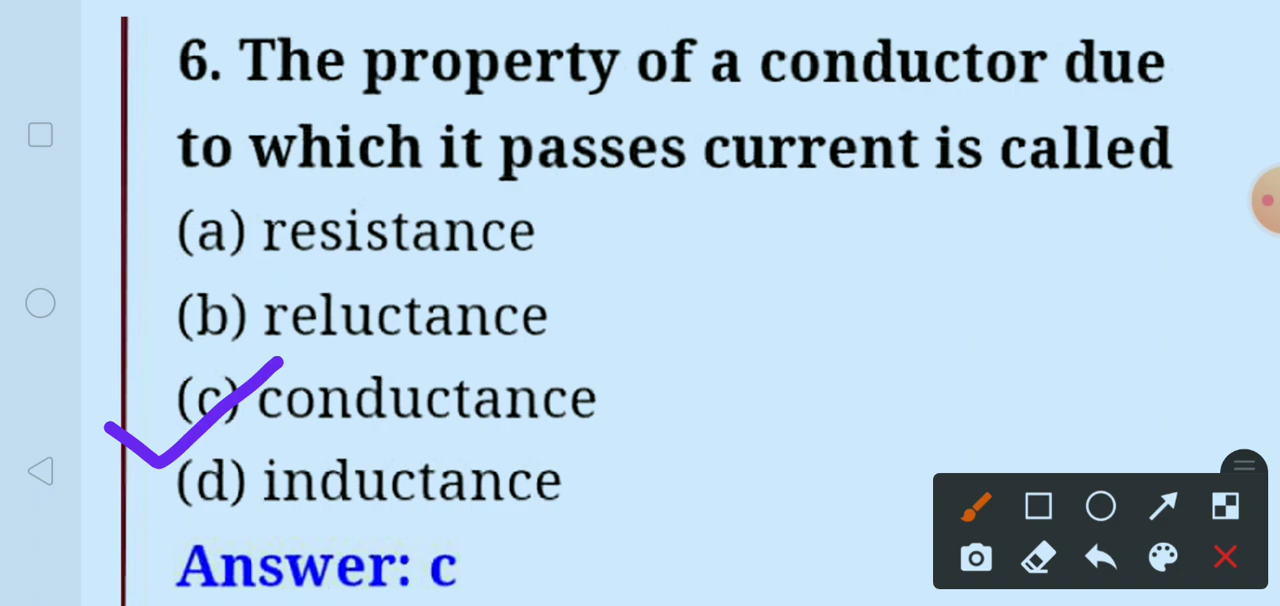 6. The property of a conductor due
to which it passes current is called
(a) resistance
(b) reluctance
(c) conductance
(d) inductance
Answer: c